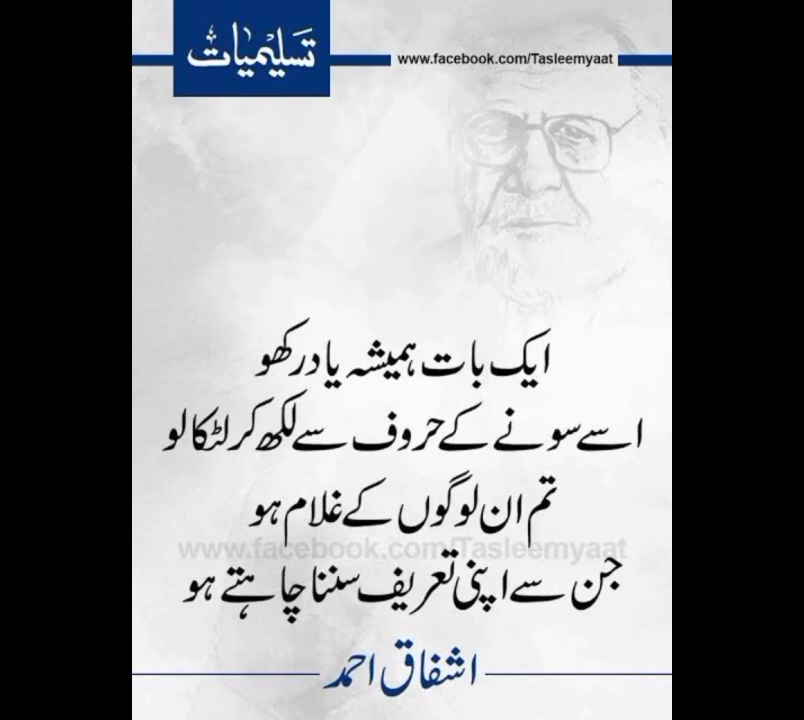 تسلیمیات
www.facebook.com/Tasleemyaat
ایک بات ہمیشہ یاد رکھو
اسے سونے کے حروف سے لکھ کر لٹکا لو
تم ان لوگوں کے غلام ہو
www.facebook.com/Tasleemyaat
جن سے اپنی تعریف سننا چاہتے ہو
اشفاق احمد